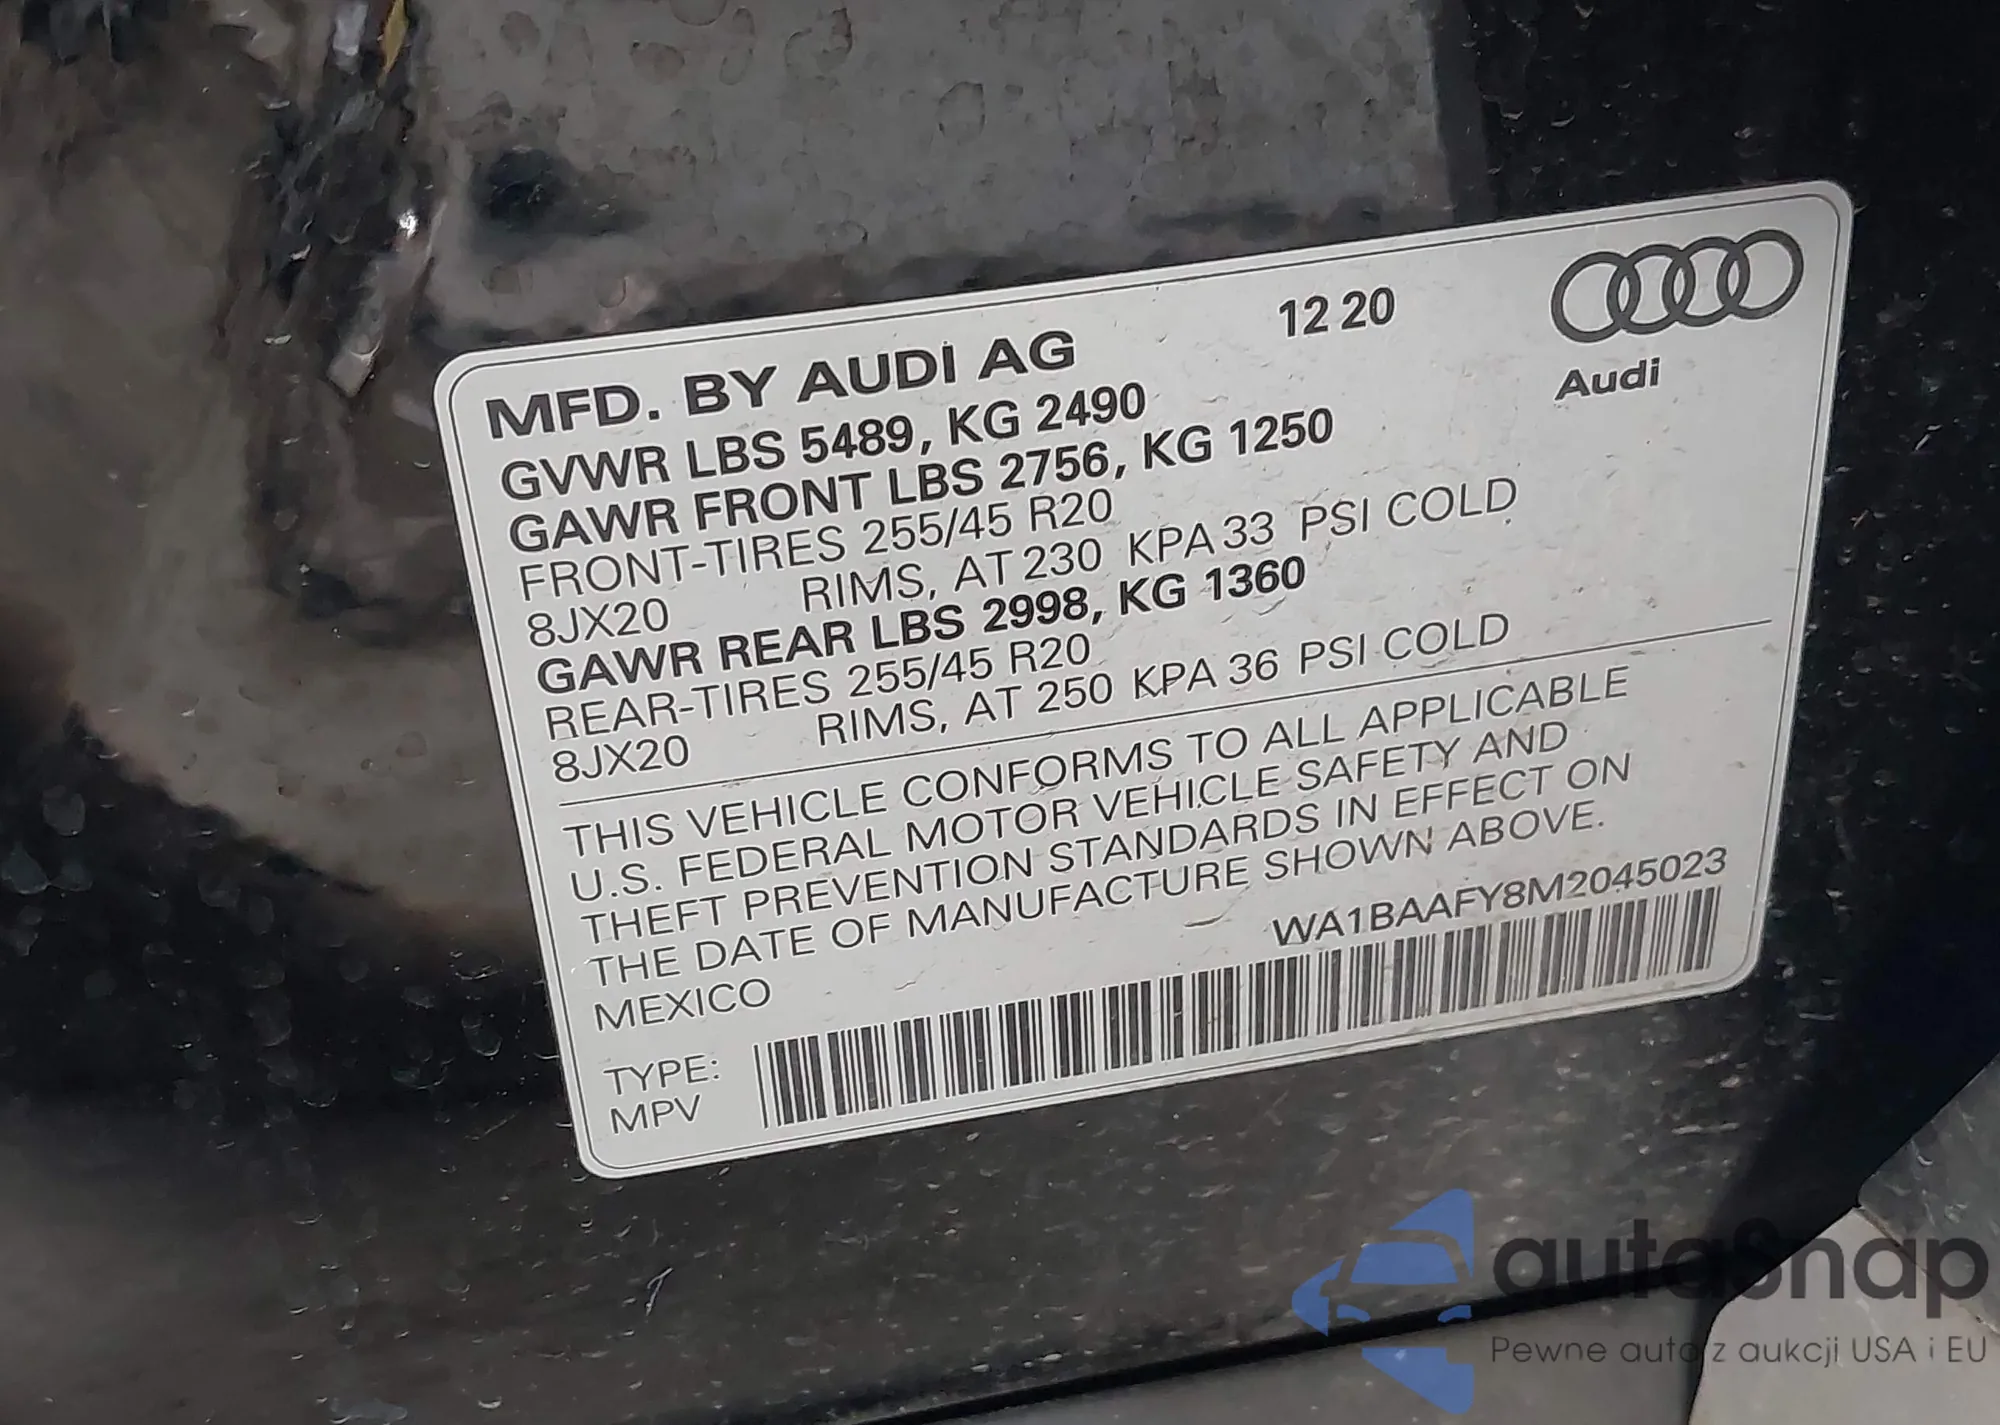 MFD. BY AUDI AG 12 20
Audi
GVWR LBS 5489, KG 2490
GAWR FRONT LBS 2756, KG 1250
FRONT-TIRES 255/45 R20
8JX20 RIMS, AT 230 KPA 33 PSI COLD
GAWR REAR LBS 2998, KG 1360
REAR-TIRES 255/45 R20
8JX20 RIMS, AT 250 KPA 36 PSI COLD
THIS VEHICLE CONFORMS TO ALL APPLICABLE
U.S. FEDERAL MOTOR VEHICLE SAFETY AND
THEFT PREVENTION STANDARDS IN EFFECT ON
THE DATE OF MANUFACTURE SHOWN ABOVE.
MEXICO WA1BAAFY8M2045023
TYPE:
MPV
autoSnap
Pewne auto z aukcji USA i EU